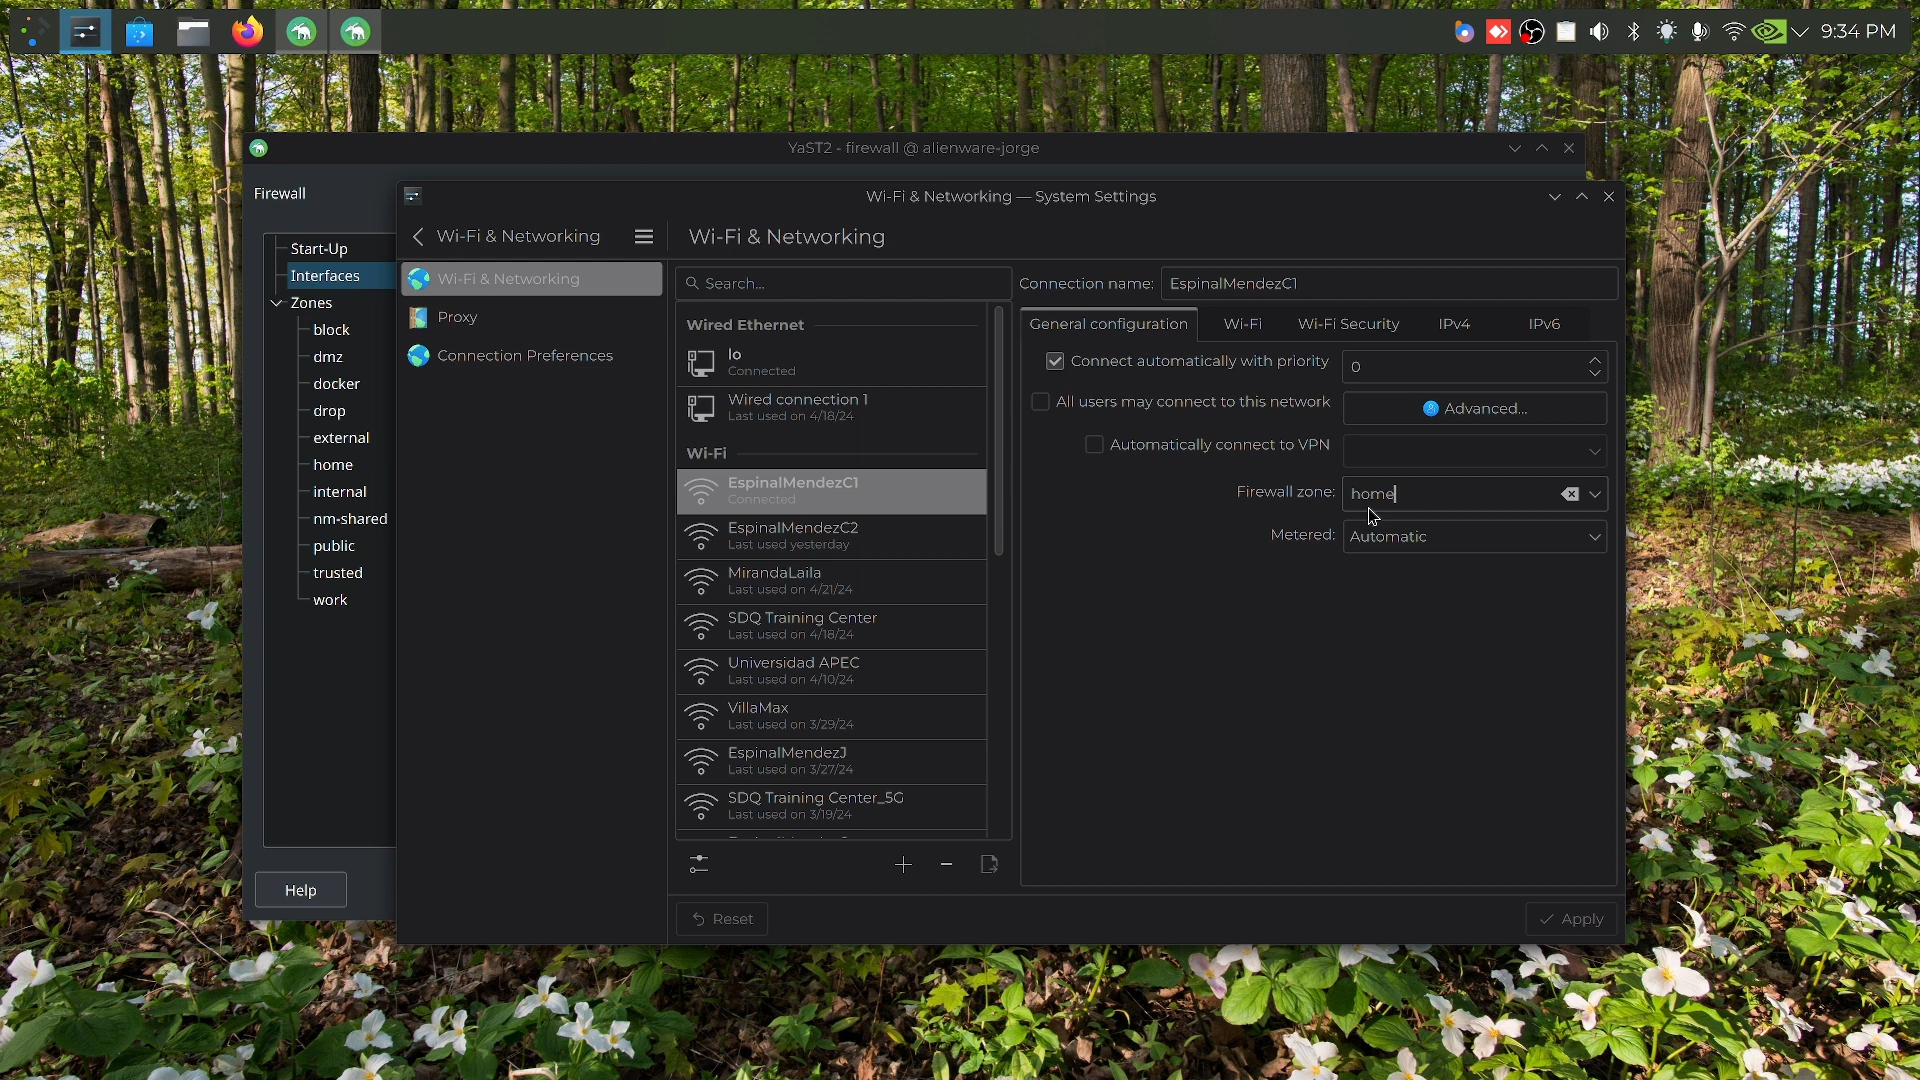 9:34 PM
YaST2 - firewall @ alienware-jorge
Firewall
Start-Up
Interfaces
Zones
block
dmz
docker
drop
external
home
internal
nm-shared
public
trusted
work
Help
Wi-Fi & Networking — System Settings
Wi-Fi & Networking
Wi-Fi & Networking
Wi-Fi & Networking
Proxy
Connection Preferences
Search...
Wired Ethernet
lo
Connected
Wired connection 1
Last used on 4/18/24
Wi-Fi
EspinalMendezC1
Connected
EspinalMendezC2
Last used yesterday
MirandaLaila
Last used on 4/21/24
SDQ Training Center
Last used on 4/18/24
Universidad APEC
Last used on 4/10/24
VillaMax
Last used on 3/29/24
EspinalMendezJ
Last used on 3/27/24
SDQ Training Center_5G
Last used on 3/19/24
Connection name: EspinalMendezC1
General configuration Wi-Fi Wi-Fi Security IPv4 IPv6
Connect automatically with priority 0
All users may connect to this network Advanced...
Automatically connect to VPN
Firewall zone: home
Metered: Automatic
Reset
Apply